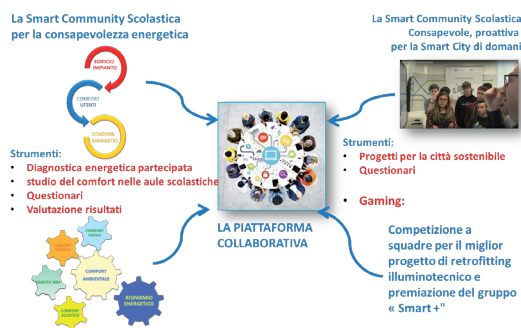 La Smart Community Scolastica
per la consapevolezza energetica
EDIFICIO
IMPIANTO
COMFORT
UTENTI
CONSUMI
ENERGETICI
Strumenti:
• Diagnostica energetica partecipata
• studio del comfort nelle aule scolastiche
• Questionari
• Valutazione risultati
COMFORT
VISIVO
COMFORT
COMFORT
AMBIENTALE
COMFORT
ACUSTICO
RISPARMIO
ENERGETICO
LA PIATTAFORMA
COLLABORATIVA
La Smart Community Scolastica
Consapevole, proattiva
per la Smart City di domani
Strumenti:
• Progetti per la città sostenibile
• Questionari
• Gaming:
Competizione a
squadre per il miglior
progetto di retrofitting
illuminotecnico e
premiazione del gruppo
« Smart +"